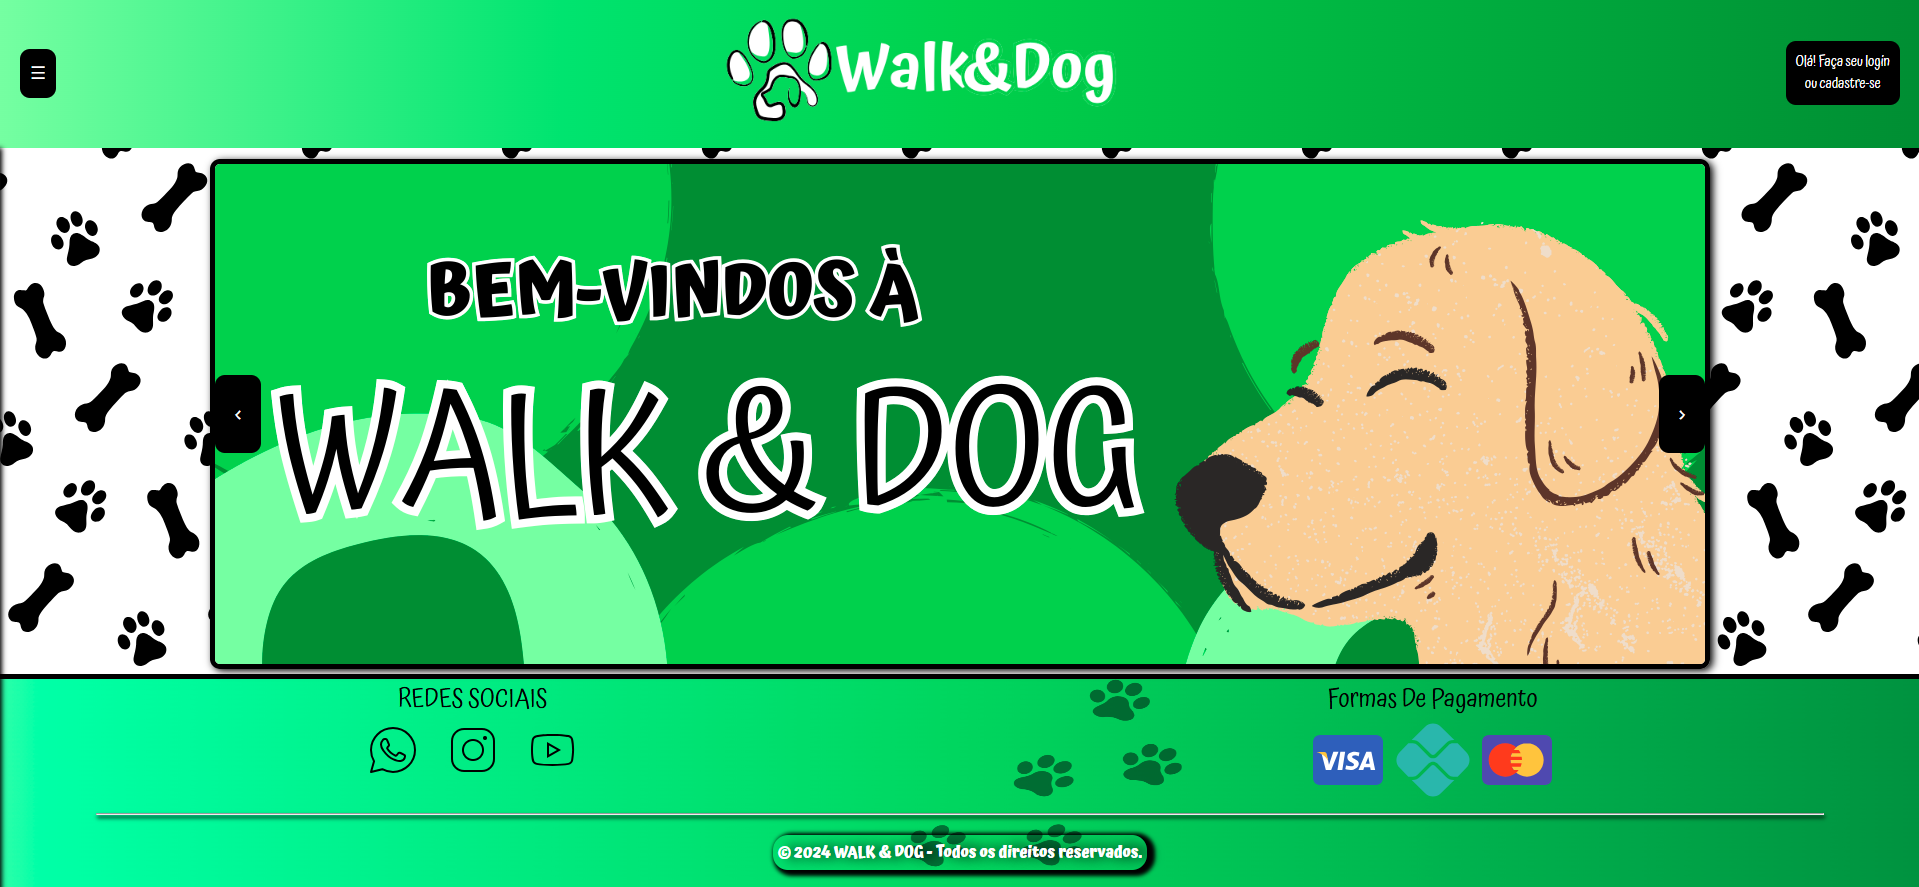 ☰
Walk&Dog
Olá! Faça seu login
ou cadastre-se
BEM-VINDOS À
WALK & DOG
‹
›
REDES SOCIAIS
Formas De Pagamento
VISA
© 2024 WALK & DOG - Todos os direitos reservados.